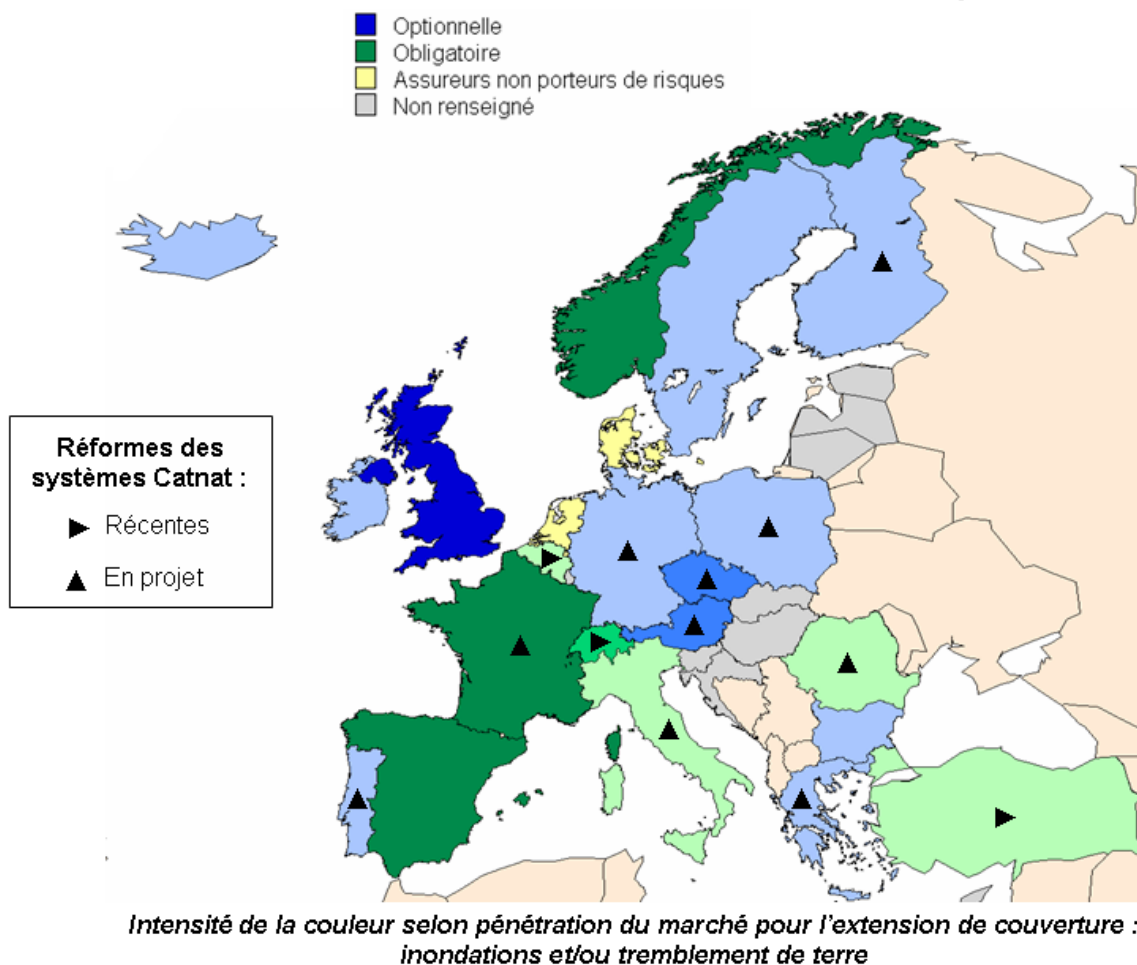 Optionnelle
Obligatoire
Assureurs non porteurs de risques
Non renseigné
Réformes des
systèmes Catnat :
Récentes
En projet
Intensité de la couleur selon pénétration du marché pour l'extension de couverture :
inondations et/ou tremblement de terre